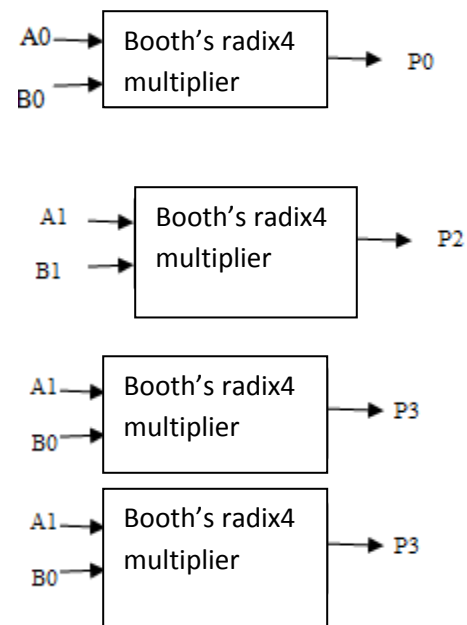 A0
Booth's radix4
multiplier
P0
B0
A1
Booth's radix4
multiplier
P2
B1
A1
Booth's radix4
multiplier
P3
B0
A1
Booth's radix4
multiplier
P3
B0